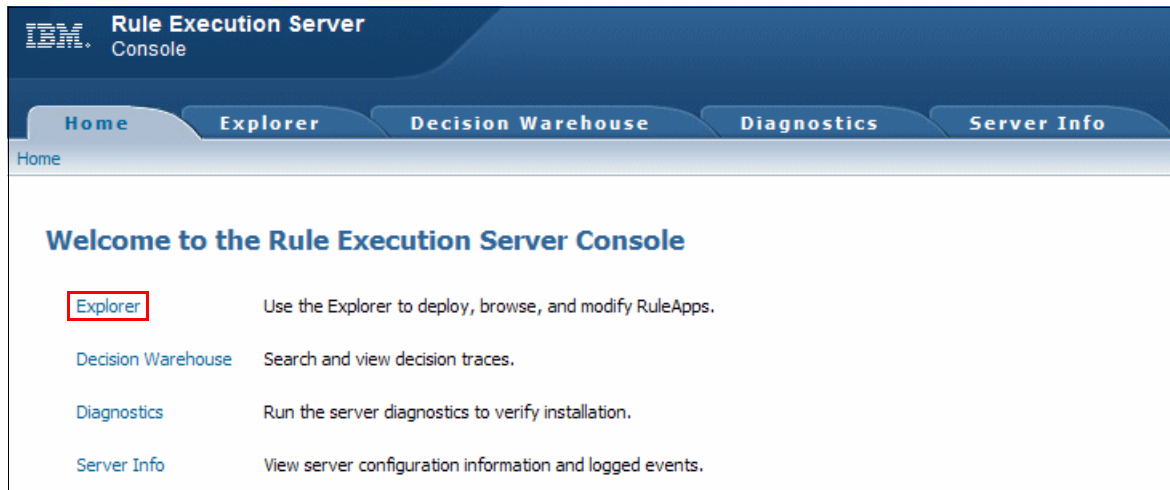 IBM. Rule Execution Server
Console
Home Explorer Decision Warehouse Diagnostics Server Info
Home
Welcome to the Rule Execution Server Console
Explorer Use the Explorer to deploy, browse, and modify RuleApps.
Decision Warehouse Search and view decision traces.
Diagnostics Run the server diagnostics to verify installation.
Server Info View server configuration information and logged events.